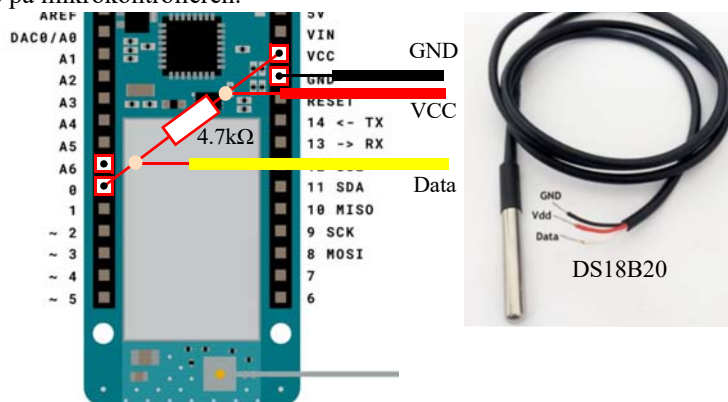 på mikrokontrolleren.
AREF
DAC0/A0
A1
A2
A3
A4
A5
A6
0
1
~ 2
~ 3
~ 4
~ 5
5V
VIN
VCC
GND
RESET
14 <- TX
13 -> RX
11 SDA
10 MISO
9 SCK
8 MOSI
7
6
4.7kΩ
GND
VCC
Data
GND
Vdd
Data
DS18B20